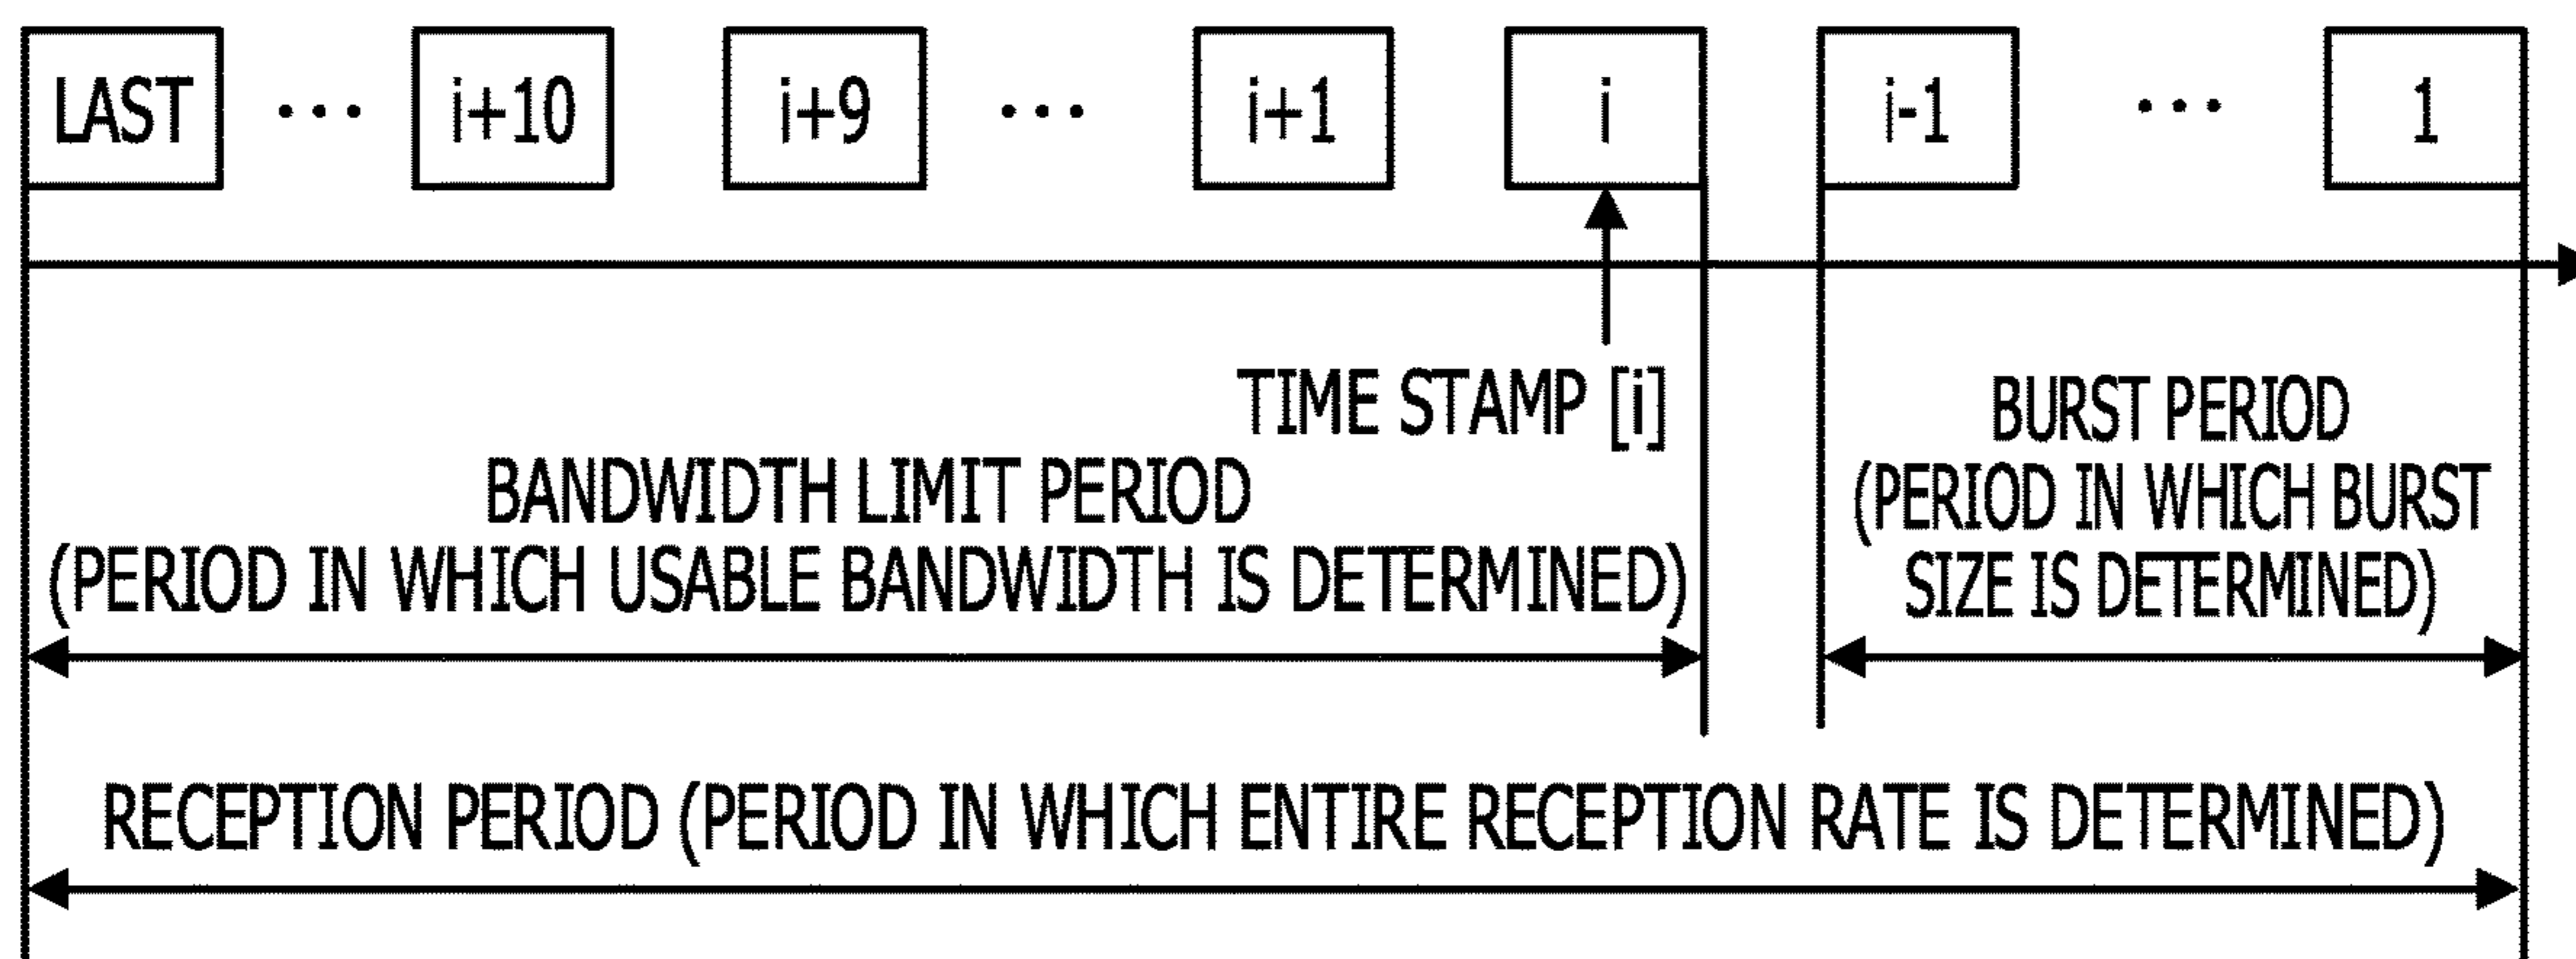 LAST ... i+10 i+9 ... i+1 i i-1 ... 1
TIME STAMP [i]
BANDWIDTH LIMIT PERIOD
(PERIOD IN WHICH USABLE BANDWIDTH IS DETERMINED)
BURST PERIOD
(PERIOD IN WHICH BURST
SIZE IS DETERMINED)
RECEPTION PERIOD (PERIOD IN WHICH ENTIRE RECEPTION RATE IS DETERMINED)